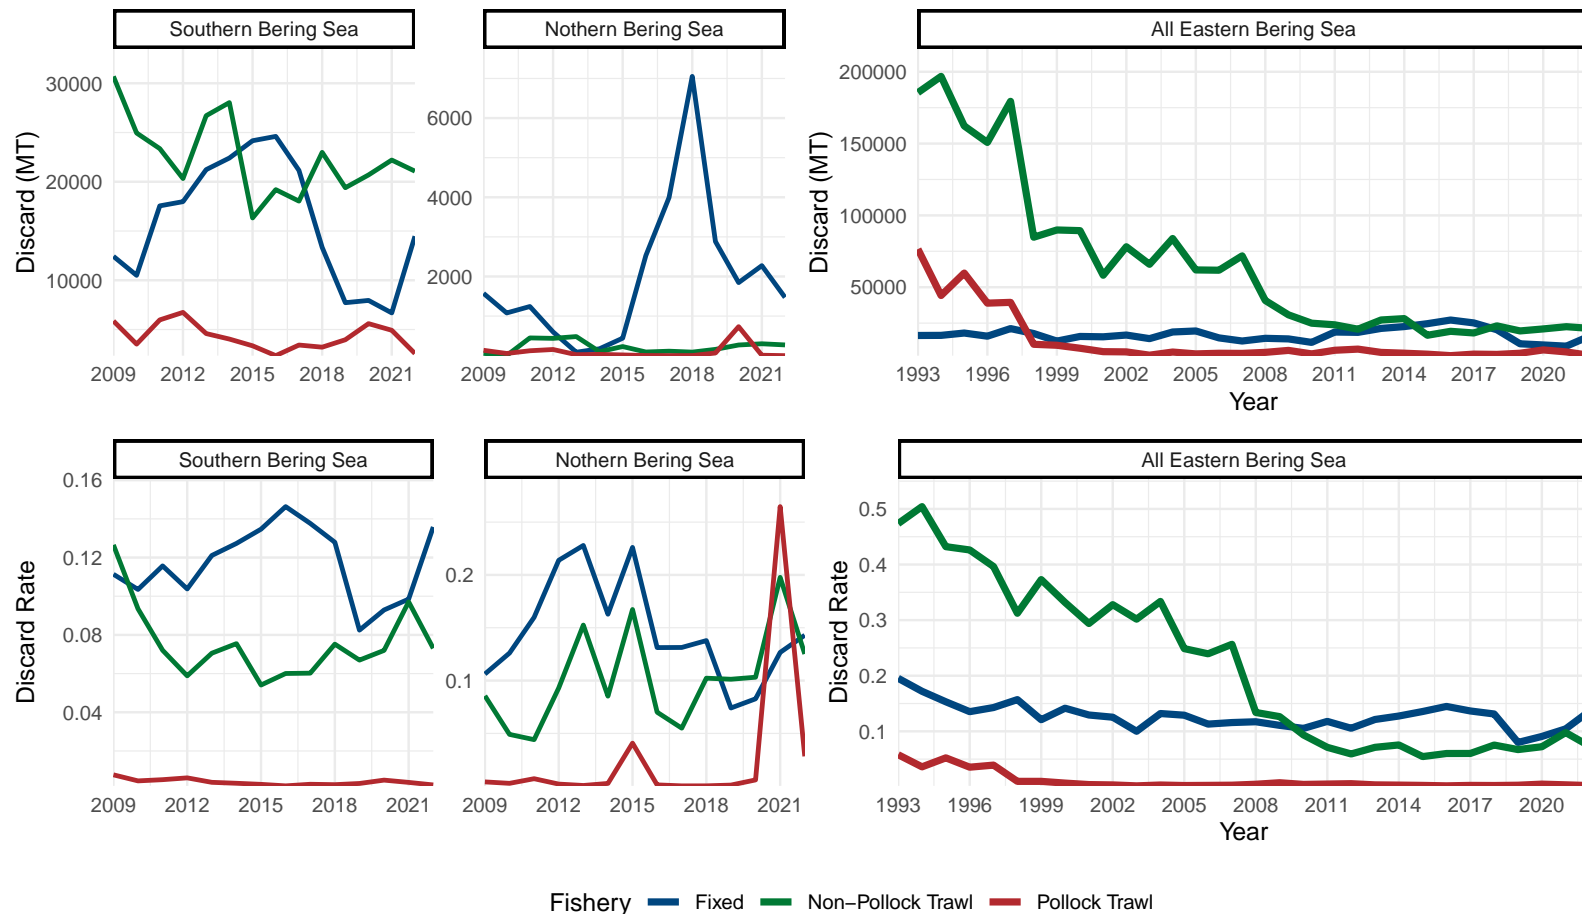 Southern Bering Sea
Nothern Bering Sea
All Eastern Bering Sea
Discard (MT)
30000
20000
10000
2009 2012 2015 2018 2021
6000
4000
2000
2009 2012 2015 2018 2021
Discard (MT)
200000
150000
100000
50000
1993 1996 1999 2002 2005 2008 2011 2014 2017 2020
Year
Southern Bering Sea
Nothern Bering Sea
All Eastern Bering Sea
Discard Rate
0.16
0.12
0.08
0.04
2009 2012 2015 2018 2021
0.2
0.1
2009 2012 2015 2018 2021
Discard Rate
0.5
0.4
0.3
0.2
0.1
1993 1996 1999 2002 2005 2008 2011 2014 2017 2020
Year
Fishery Fixed Non−Pollock Trawl Pollock Trawl